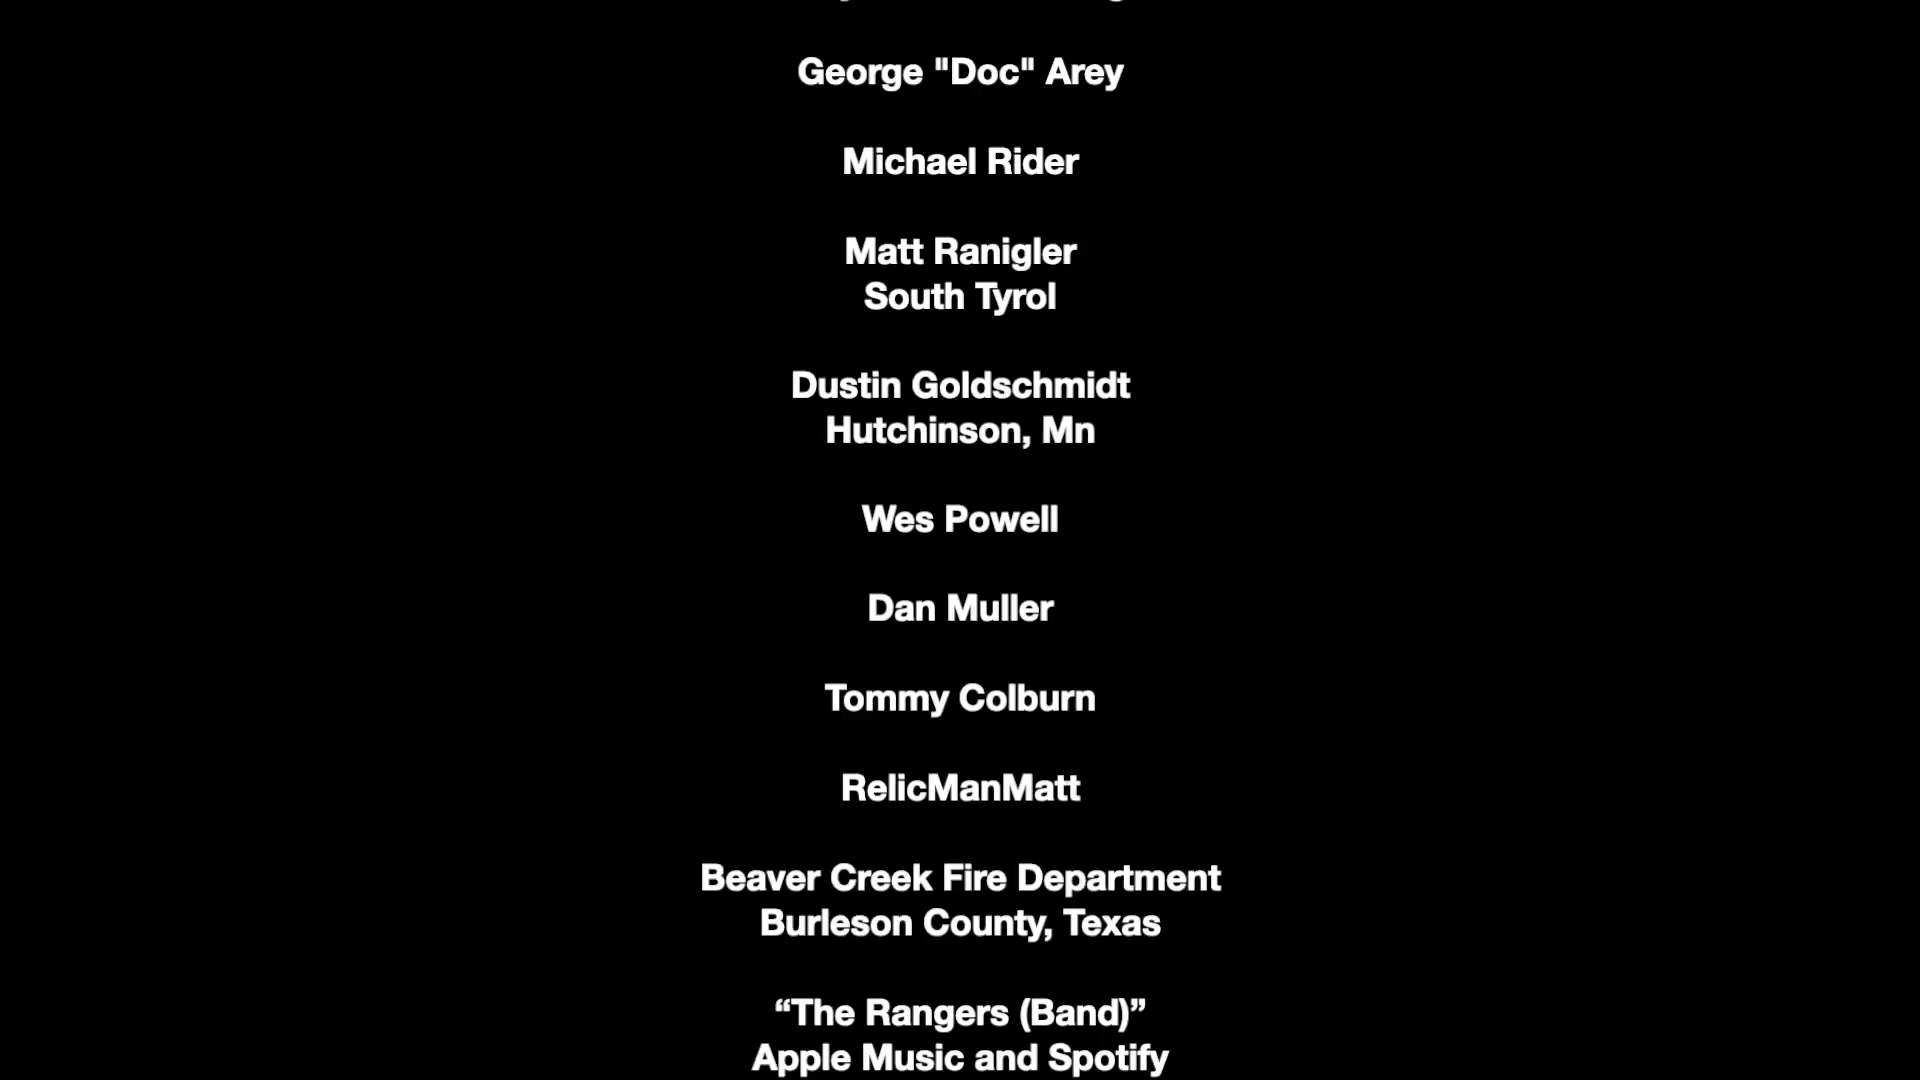 George "Doc" Arey
Michael Rider
Matt Ranigler
South Tyrol
Dustin Goldschmidt
Hutchinson, Mn
Wes Powell
Dan Muller
Tommy Colburn
RelicManMatt
Beaver Creek Fire Department
Burleson County, Texas
“The Rangers (Band)”
Apple Music and Spotify